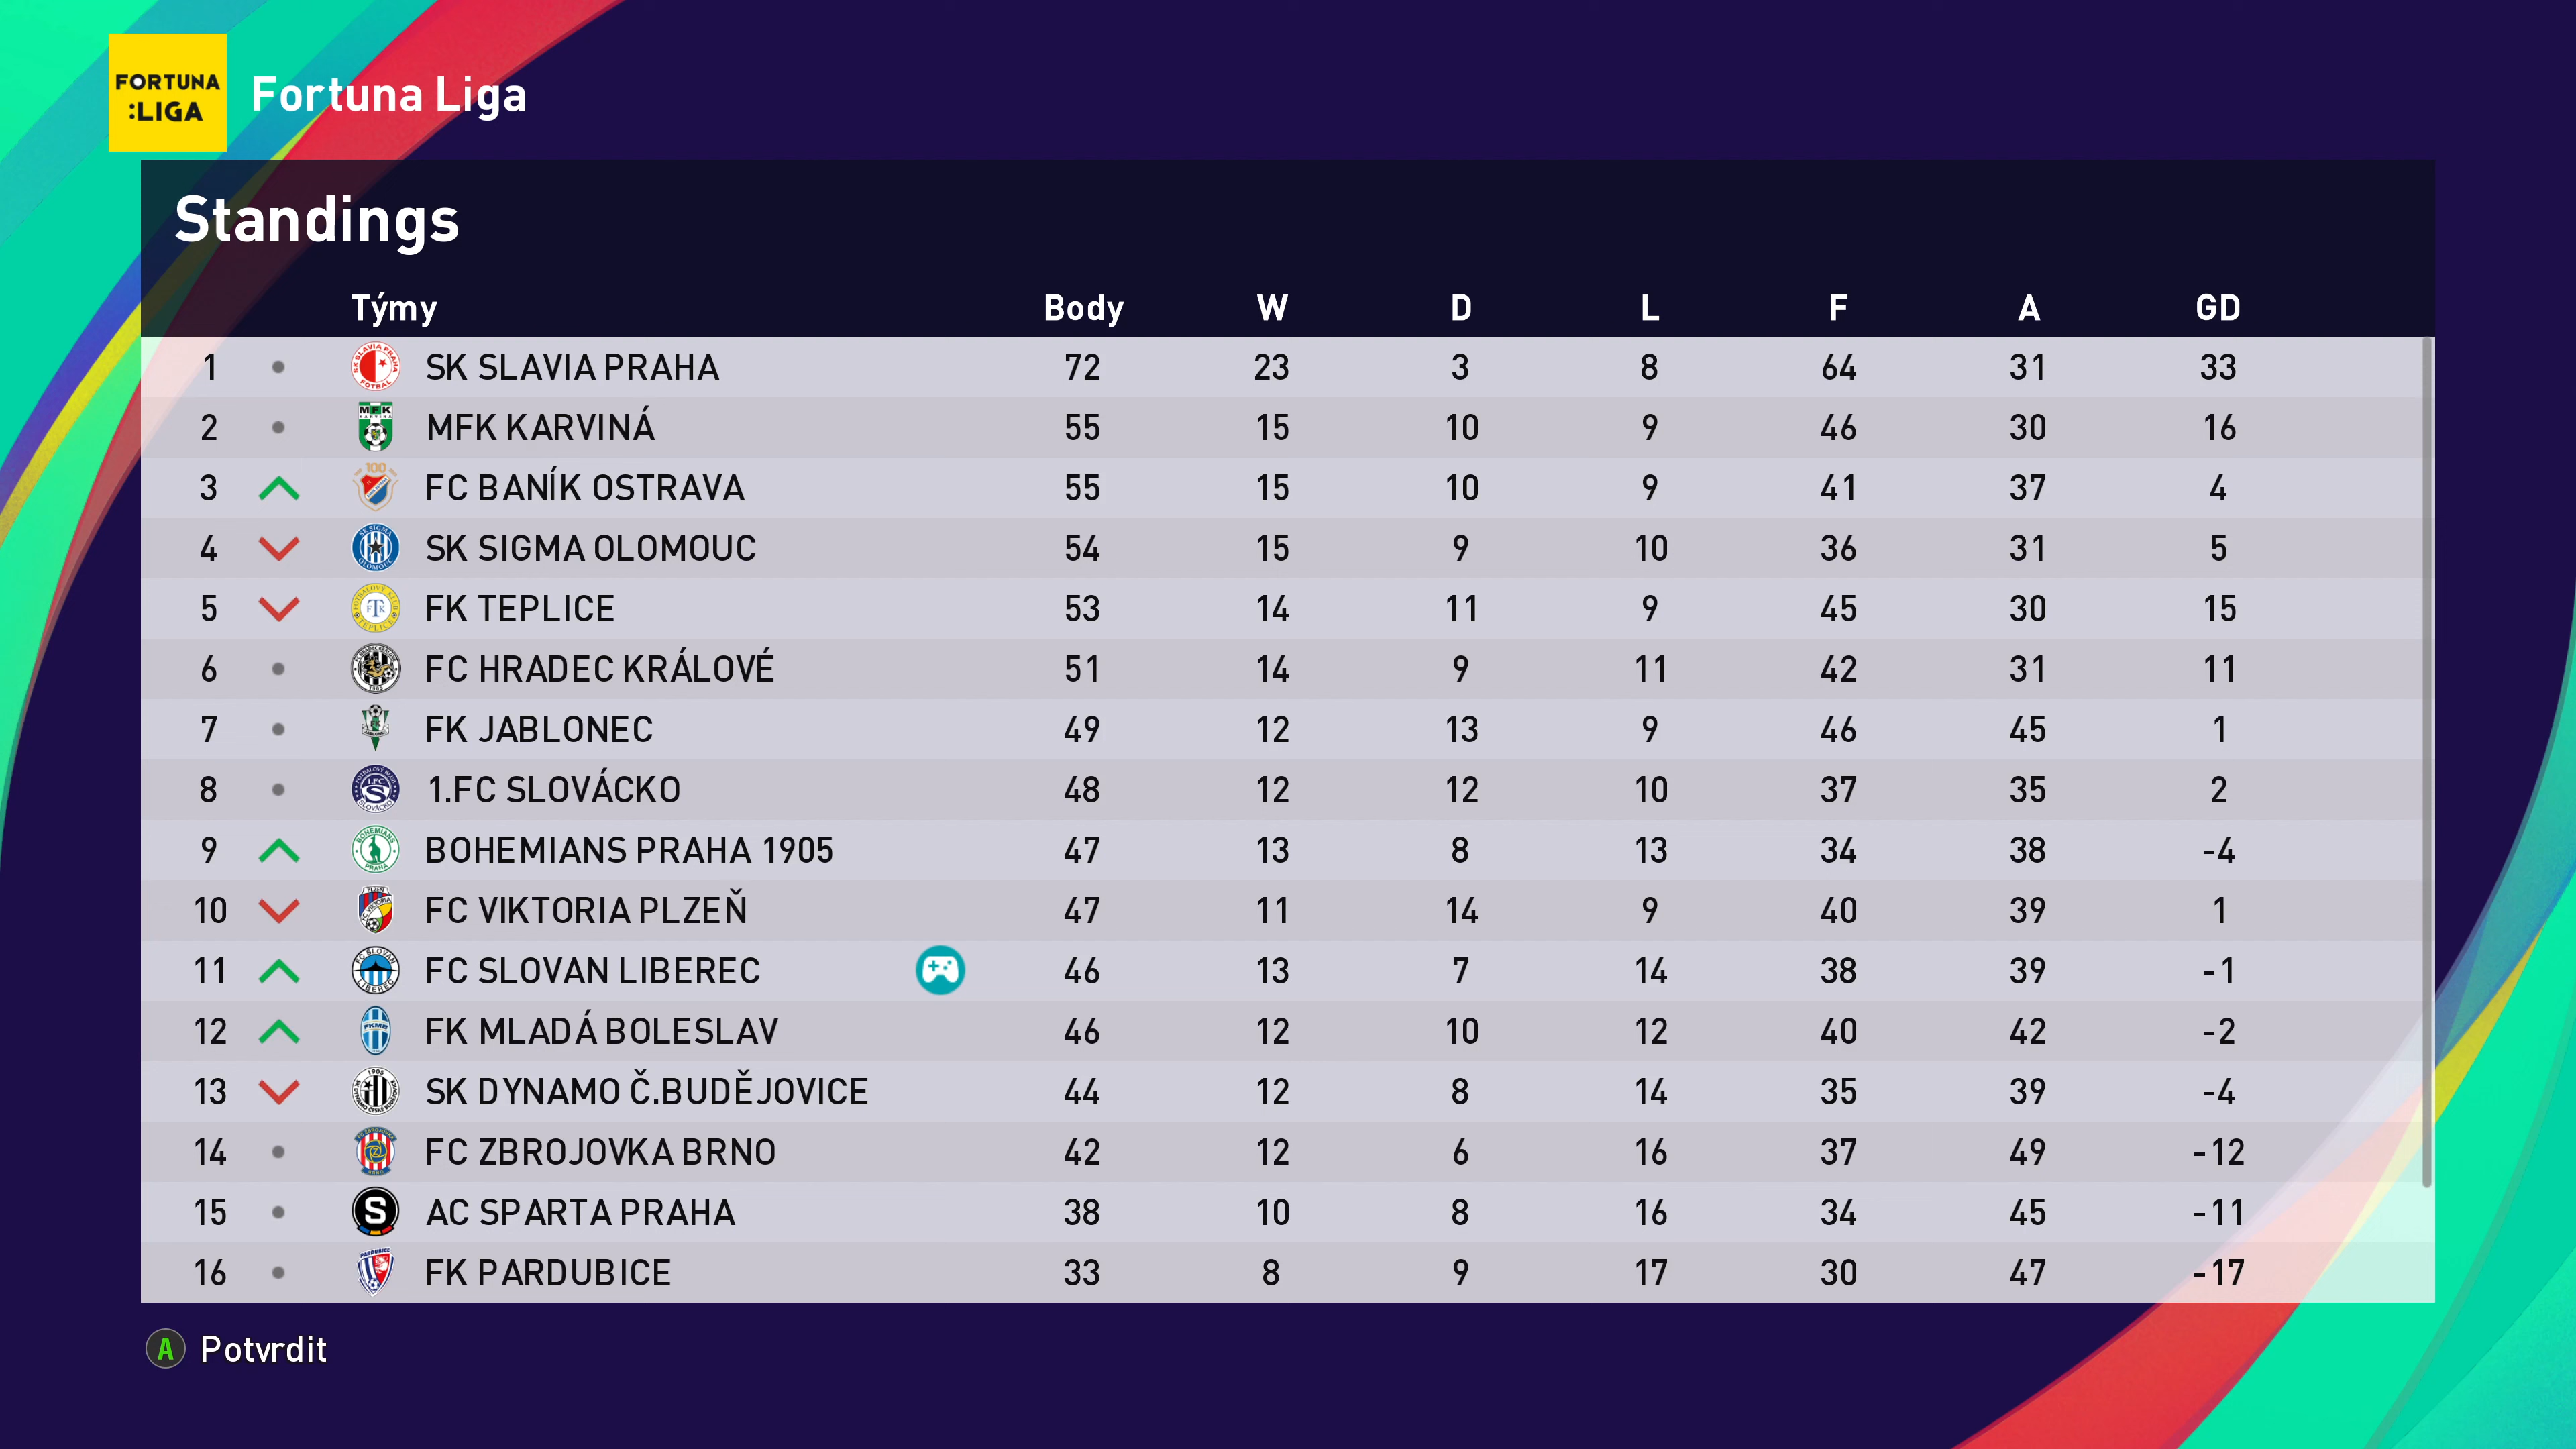 FORTUNA
:LIGA
Fortuna Liga
Standings
Týmy Body W D L F A GD
1 SK SLAVIA PRAHA 72 23 3 8 64 31 33
2 MFK KARVINÁ 55 15 10 9 46 30 16
3 FC BANÍK OSTRAVA 55 15 10 9 41 37 4
4 SK SIGMA OLOMOUC 54 15 9 10 36 31 5
5 FK TEPLICE 53 14 11 9 45 30 15
6 FC HRADEC KRÁLOVÉ 51 14 9 11 42 31 11
7 FK JABLONEC 49 12 13 9 46 45 1
8 1.FC SLOVÁCKO 48 12 12 10 37 35 2
9 BOHEMIANS PRAHA 1905 47 13 8 13 34 38 -4
10 FC VIKTORIA PLZEŇ 47 11 14 9 40 39 1
11 FC SLOVAN LIBEREC 46 13 7 14 38 39 -1
12 FK MLADÁ BOLESLAV 46 12 10 12 40 42 -2
13 SK DYNAMO Č.BUDĚJOVICE 44 12 8 14 35 39 -4
14 FC ZBROJOVKA BRNO 42 12 6 16 37 49 -12
15 AC SPARTA PRAHA 38 10 8 16 34 45 -11
16 FK PARDUBICE 33 8 9 17 30 47 -17
A Potvrdit